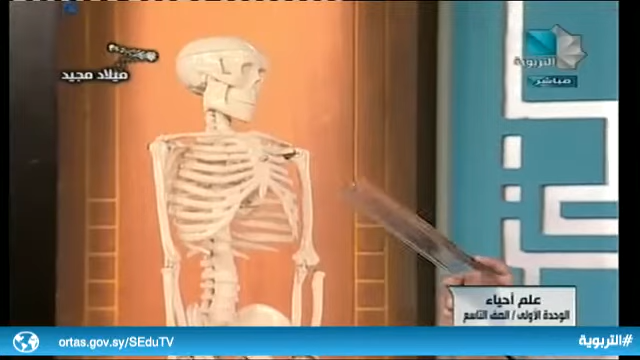 ميلاد مجيد
التربوية
مباشر
علم أحياء
الوحدة الأولى / الصف التاسع
ortas.gov.sy/SEduTV
#التربوية